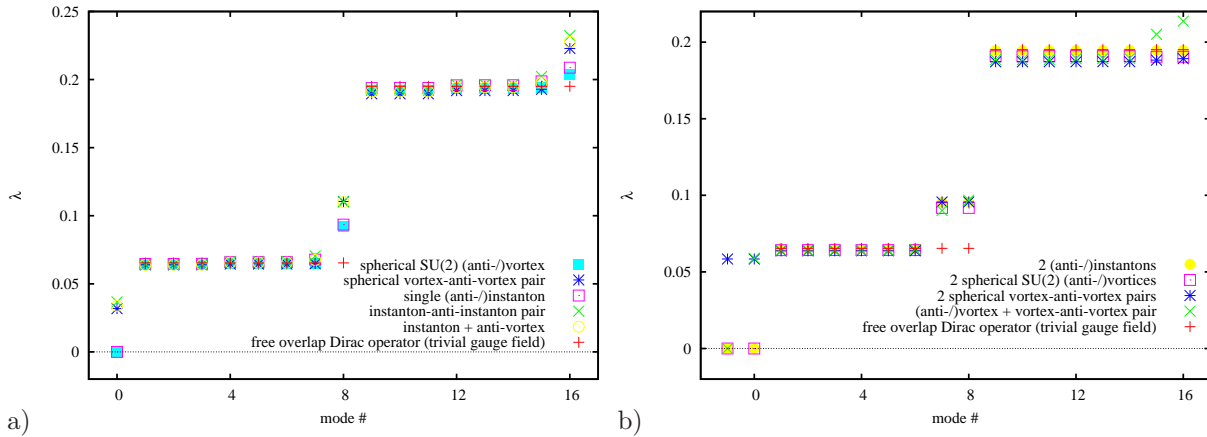 0.25
0.2
0.15
0.1
0.05
0
λ
spherical SU(2) (anti-/)vortex
spherical vortex-anti-vortex pair
single (anti-/)instanton
instanton-anti-instanton pair
instanton + anti-vortex
free overlap Dirac operator (trivial gauge field)
0 4 8 12 16
mode #
a)
0.2
0.15
0.1
0.05
0
λ
2 (anti-/)instantons
2 spherical SU(2) (anti-/)vortices
2 spherical vortex-anti-vortex pairs
(anti-/)vortex + vortex-anti-vortex pair
free overlap Dirac operator (trivial gauge field)
0 4 8 12 16
mode #
b)